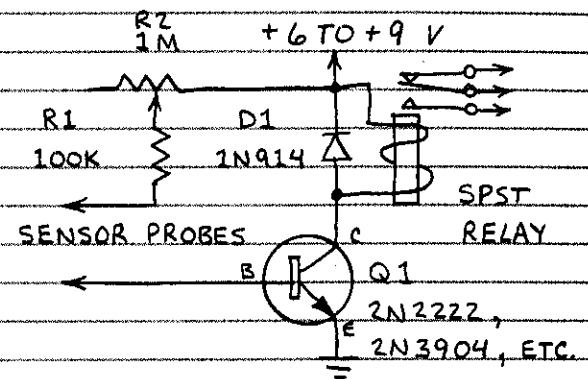 R2
1M
+6 TO +9 V
R1
100K
D1
1N914
SENSOR PROBES
SPST
RELAY
C
B
E
Q1
2N2222,
2N3904, ETC.